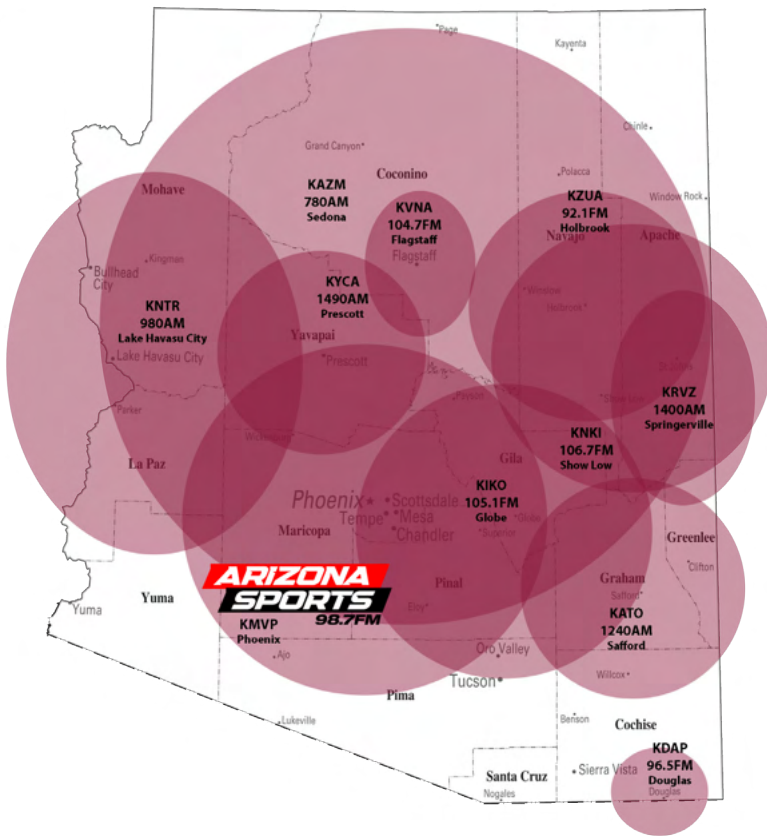 Page
Kayenta
Chinle
Grand Canyon
Polacca
Coconino
KAZM
780AM
Sedona
Mohave
KVNA
104.7FM
Flagstaff
Flagstaff
KZUA
92.1FM
Holbrook
Window Rock
Navajo
Apache
Kingman
Bullhead
City
KNTR
980AM
Lake Havasu City
Lake Havasu City
KYCA
1490AM
Prescott
Yavapai
Prescott
Winslow
Holbrook
St. Johns
KRVZ
1400AM
Springerville
Parker
Payson
Show Low
Wickenburg
KNKI
106.7FM
Show Low
La Paz
Gila
KIKO
105.1FM
Globe
Globe
Superior
Phoenix
Scottsdale
Tempe
Mesa
Chandler
Maricopa
Greenlee
Clifton
ARIZONA
SPORTS
98.7FM
KMVP
Phoenix
Pinal
Eloy
Graham
Safford
KATO
1240AM
Safford
Yuma
Yuma
Ajo
Oro Valley
Tucson
Willcox
Pima
Lukeville
Benson
Cochise
KDAP
96.5FM
Douglas
Douglas
Sierra Vista
Santa Cruz
Nogales